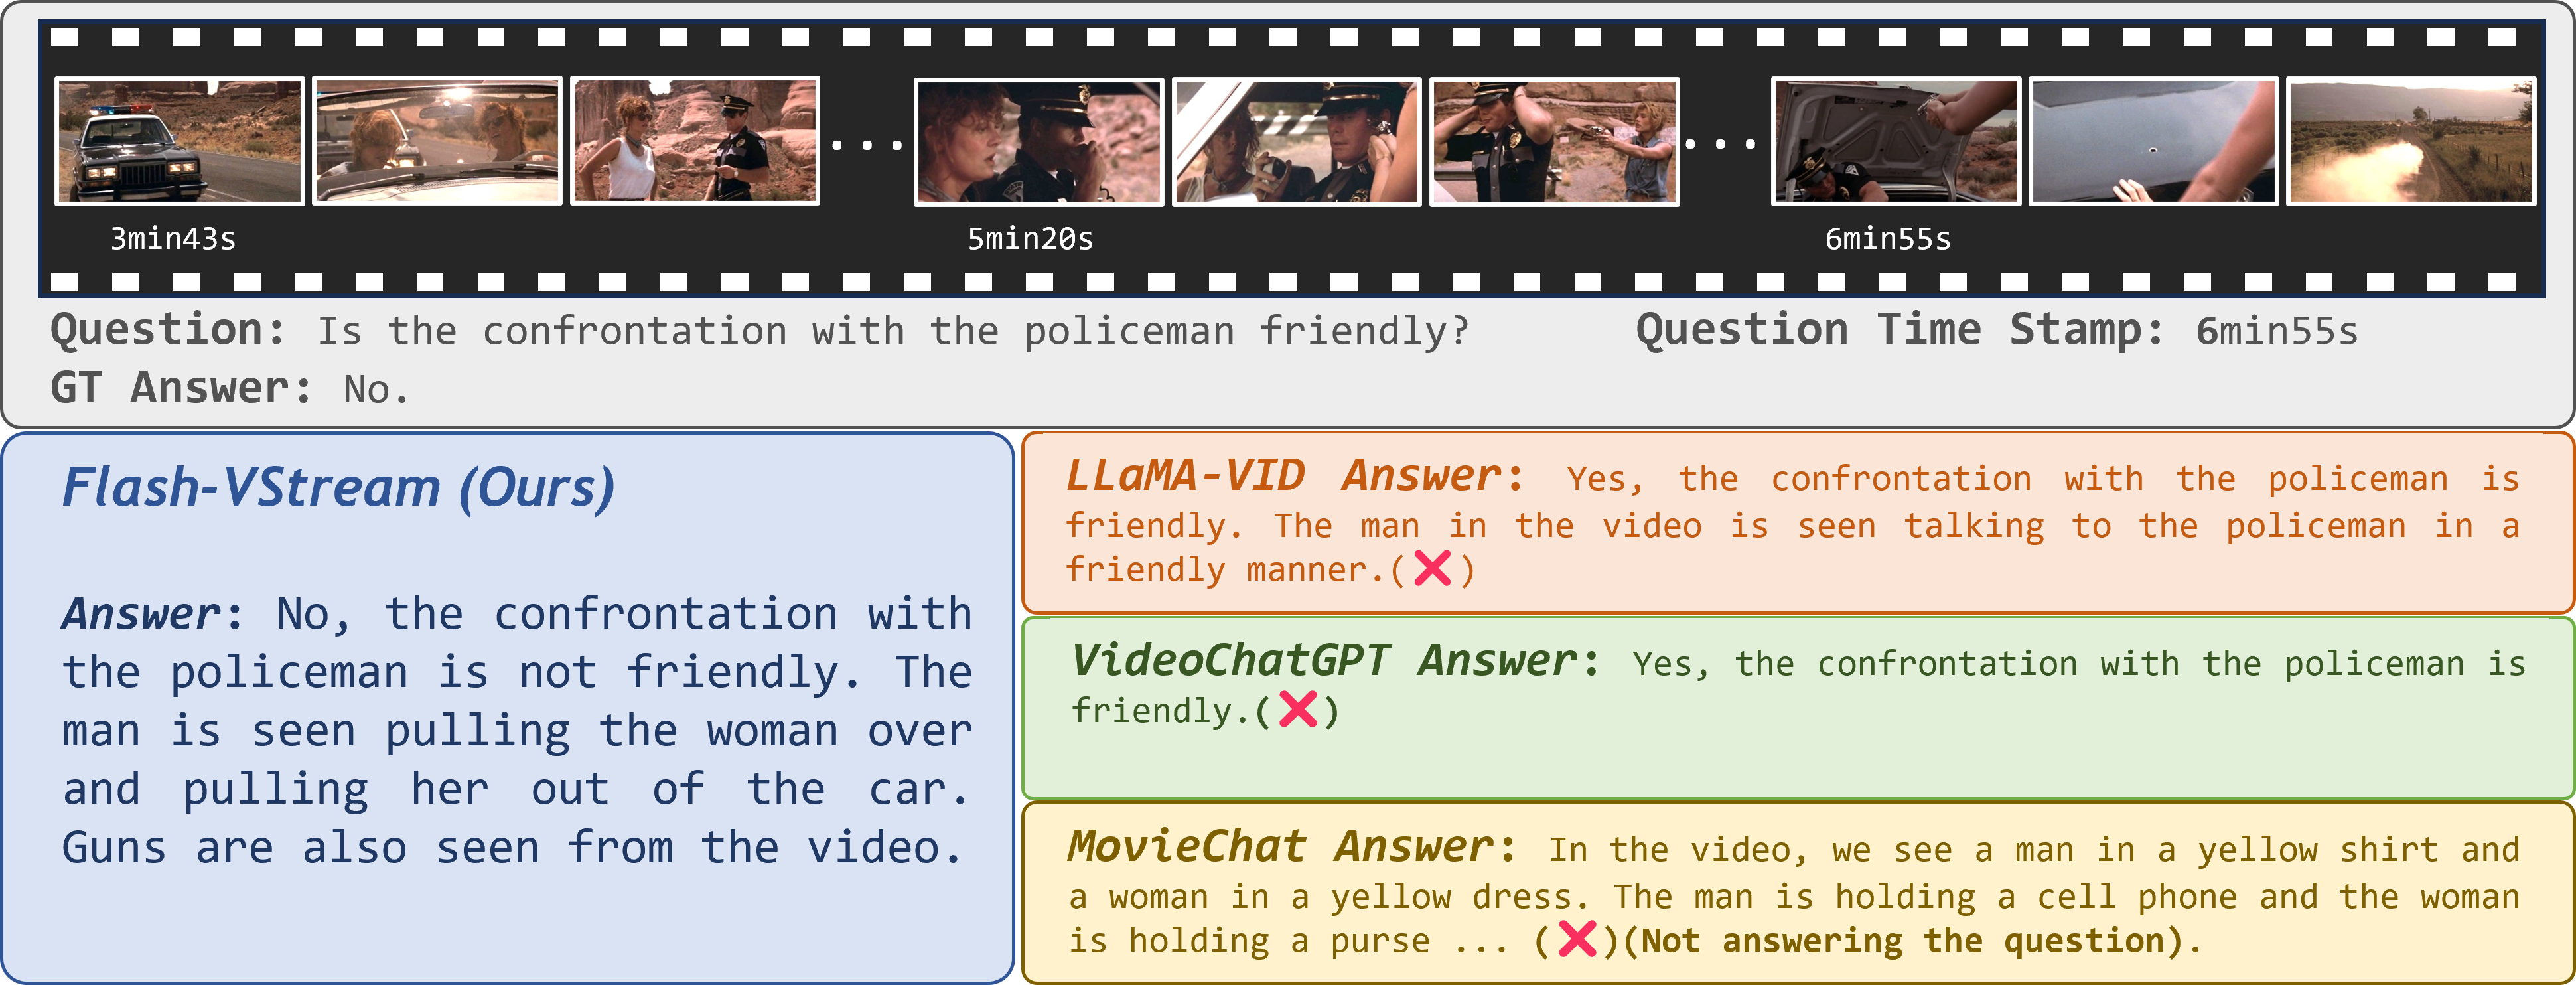 3min43s 5min20s 6min55s
Question: Is the confrontation with the policeman friendly? Question Time Stamp: 6min55s
GT Answer: No.
Flash-VStream (Ours)
Answer: No, the confrontation with
the policeman is not friendly. The
man is seen pulling the woman over
and pulling her out of the car.
Guns are also seen from the video.
LLaMA-VID Answer: Yes, the confrontation with the policeman is
friendly. The man in the video is seen talking to the policeman in a
friendly manner.(❌)
VideoChatGPT Answer: Yes, the confrontation with the policeman is
friendly.(❌)
MovieChat Answer: In the video, we see a man in a yellow shirt and
a woman in a yellow dress. The man is holding a cell phone and the woman
is holding a purse ... (❌)(Not answering the question).